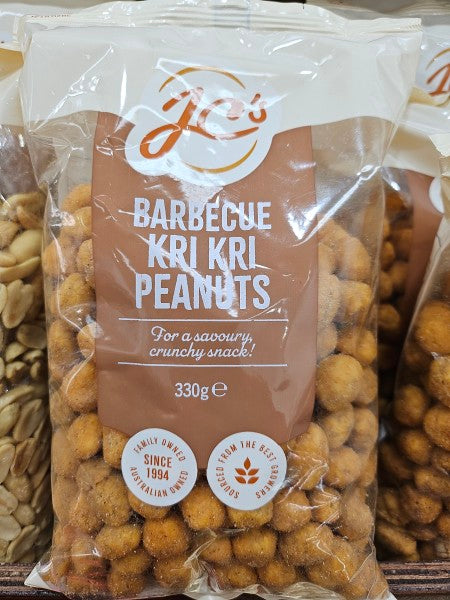 JC's
BARBECUE
KRI KRI
PEANUTS
For a savoury,
crunchy snack!
330g e
FAMILY OWNED
SINCE
1994
AUSTRALIAN OWNED
SOURCED FROM THE BEST GROWERS